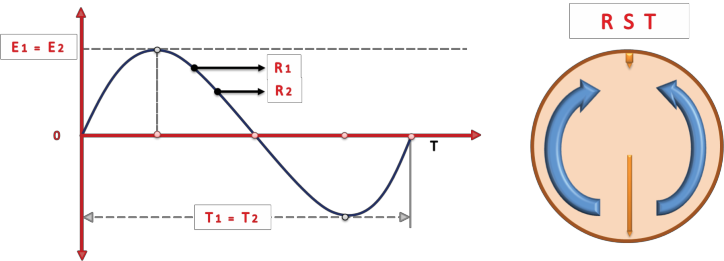 R S T
E1 = E2
R1
R2
0
T
T1 = T2